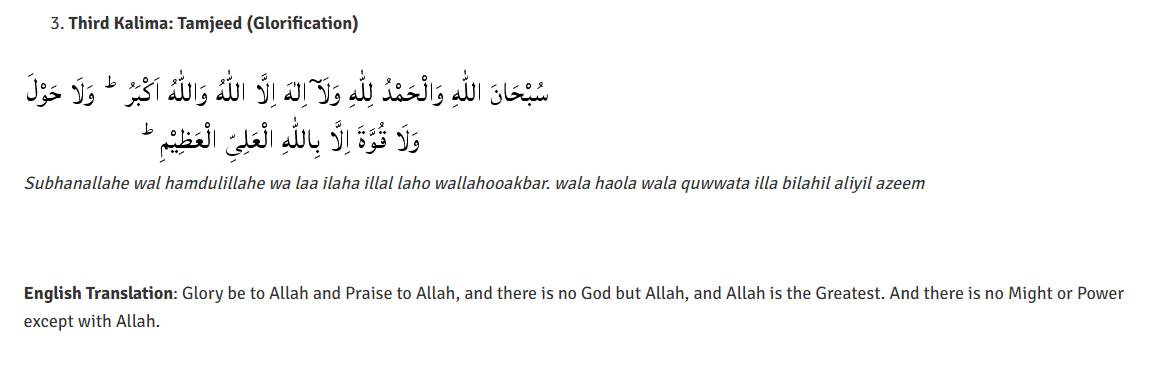 3. Third Kalima: Tamjeed (Glorification)
سُبْحَانَ اللّٰهِ وَالْحَمْدُ لِلّٰهِ وَلَآ اِلٰهَ اِلَّا اللّٰهُ وَاللّٰهُ اَكْبَرُ ؕ وَلَا حَوْلَ
وَلَا قُوَّةَ اِلَّا بِاللّٰهِ الْعَلِىِّ الْعَظِيْمِ ؕ
Subhanallahe wal hamdulillahe wa laa ilaha illal laho wallahooakbar. wala haola wala quwwata illa bilahil aliyil azeem
English Translation: Glory be to Allah and Praise to Allah, and there is no God but Allah, and Allah is the Greatest. And there is no Might or Power
except with Allah.